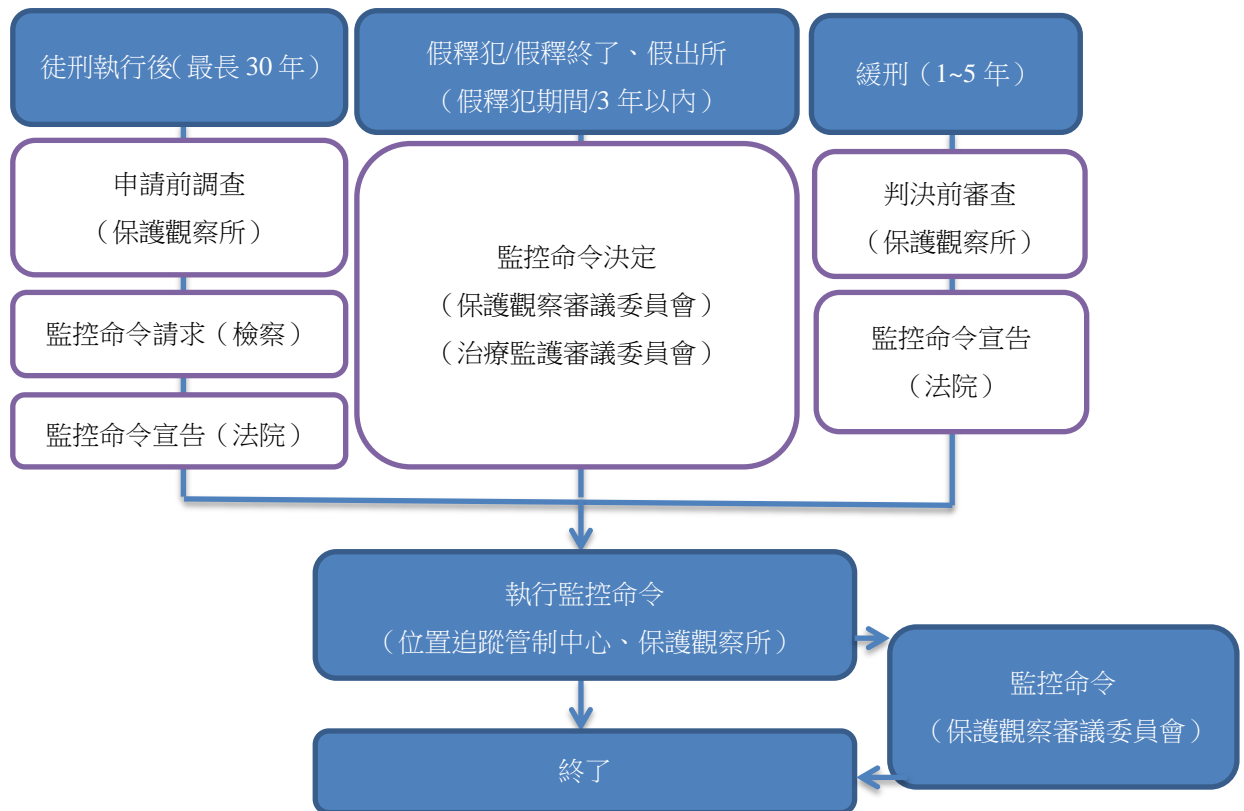 徒刑執行後（最長 30 年）
假釋犯/假釋終了、假出所
（假釋犯期間/3 年以內）
緩刑（1~5 年）
申請前調查
（保護觀察所）
監控命令請求（檢察）
監控命令宣告（法院）
監控命令決定
（保護觀察審議委員會）
（治療監護審議委員會）
判決前審查
（保護觀察所）
監控命令宣告
（法院）
執行監控命令
（位置追蹤管制中心、保護觀察所）
監控命令
（保護觀察審議委員會）
終了